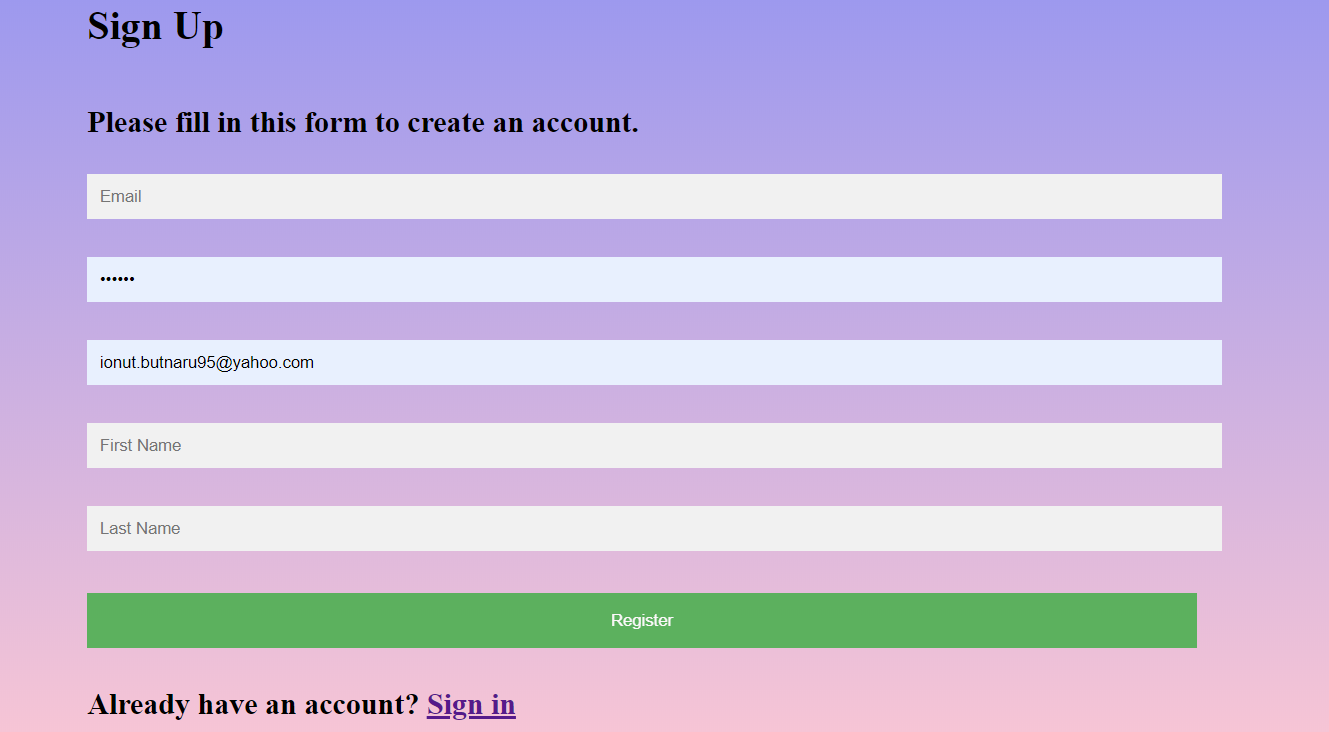 Sign Up
Please fill in this form to create an account.
Email
••••••
ionut.butnaru95@yahoo.com
First Name
Last Name
Register
Already have an account? Sign in